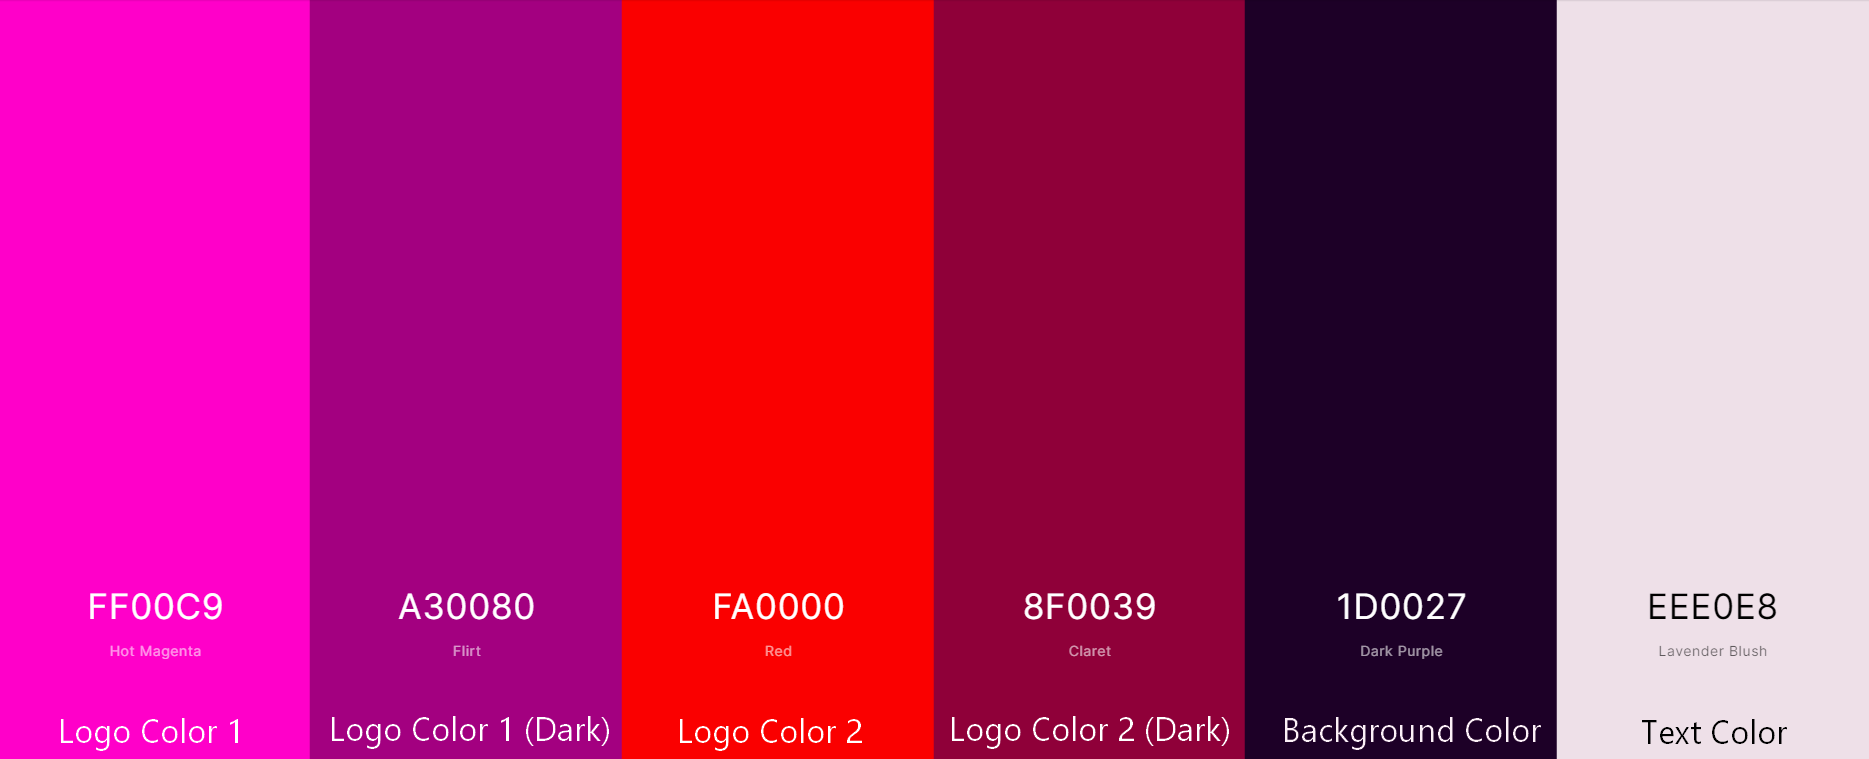 FF00C9
Hot Magenta
Logo Color 1
A30080
Flirt
Logo Color 1 (Dark)
FA0000
Red
Logo Color 2
8F0039
Claret
Logo Color 2 (Dark)
1D0027
Dark Purple
Background Color
EEE0E8
Lavender Blush
Text Color